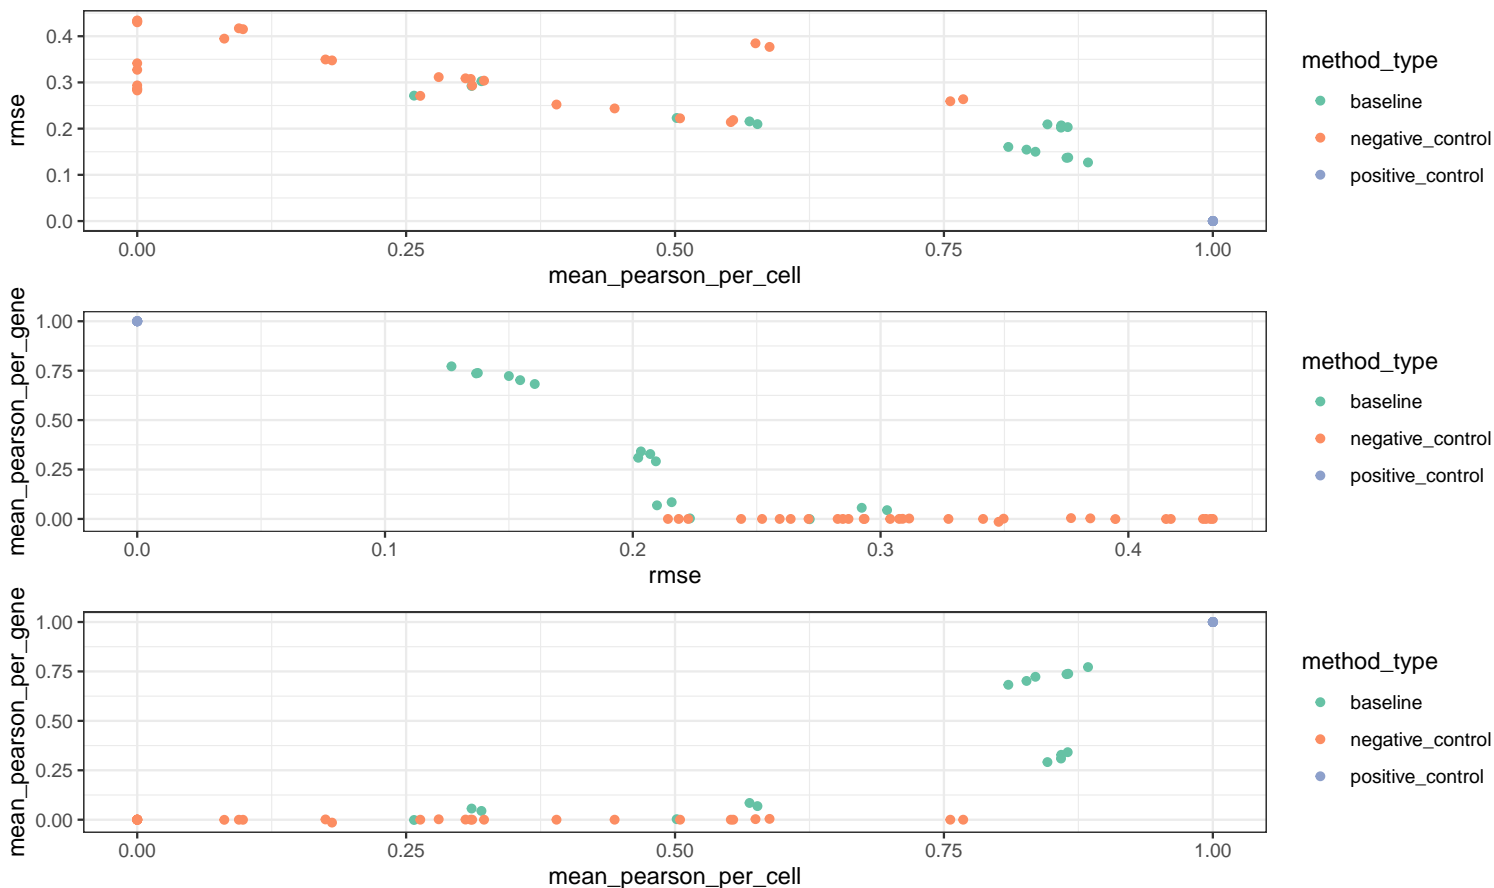 rmse
0.4
0.3
0.2
0.1
0.0
0.00 0.25 0.50 0.75 1.00
mean_pearson_per_cell
method_type
baseline
negative_control
positive_control
mean_pearson_per_gene
1.00
0.75
0.50
0.25
0.00
0.0 0.1 0.2 0.3 0.4
rmse
method_type
baseline
negative_control
positive_control
mean_pearson_per_gene
1.00
0.75
0.50
0.25
0.00
0.00 0.25 0.50 0.75 1.00
mean_pearson_per_cell
method_type
baseline
negative_control
positive_control